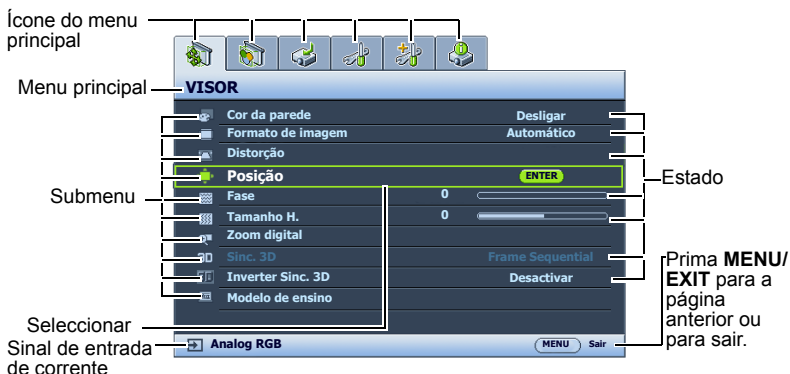 Ícone do menu
principal
Menu principal
VISOR
Cor da parede Desligar
Formato de imagem Automático
Distorção
Posição ENTER
Fase 0
Tamanho H. 0
Zoom digital
3D Sinc. 3D Frame Sequential
Inverter Sinc. 3D Desactivar
Modelo de ensino
Analog RGB MENU Sair
Submenu
Seleccionar
Sinal de entrada
de corrente
Estado
Prima MENU/
EXIT para a
página
anterior ou
para sair.